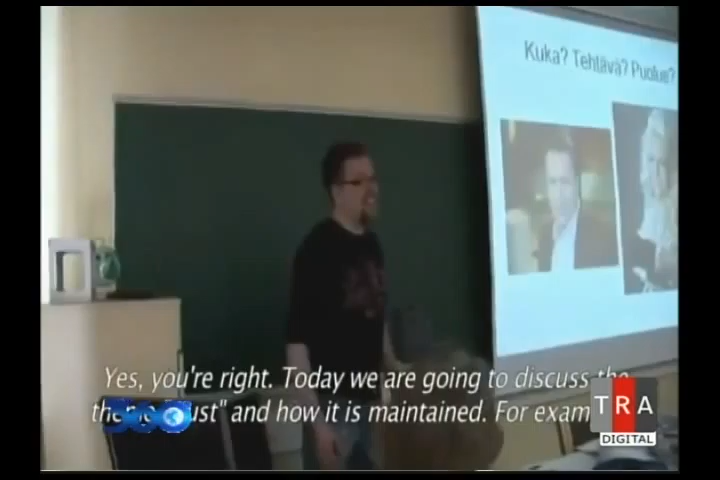 Kuka? Tehtävä? Puolue?
Yes, you're right. Today we are going to discuss the
ust" and how it is maintained. For exam
TRA
DIGITAL